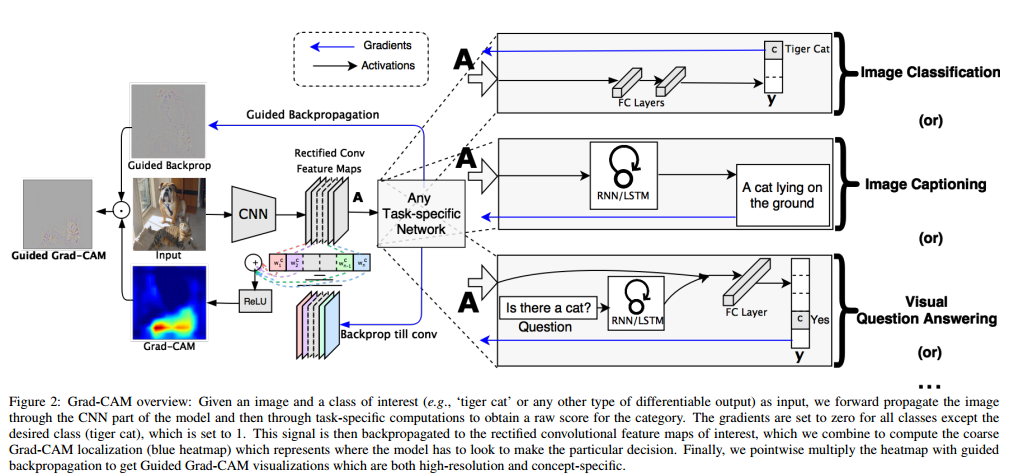 Gradients
Activations
A
c Tiger Cat
FC Layers
y
Image Classification
(or)
Guided Backpropagation
Guided Backprop
Rectified Conv
Feature Maps
A
CNN
Any
Task-specific
Network
Input
Guided Grad-CAM
+
ReLU
Grad-CAM
Backprop till conv
A
RNN/LSTM
A cat lying on
the ground
Image Captioning
(or)
A
Is there a cat?
Question
RNN/LSTM
FC Layer
c Yes
y
Visual
Question Answering
(or)
...
Figure 2: Grad-CAM overview: Given an image and a class of interest (e.g., ‘tiger cat’ or any other type of differentiable output) as input, we forward propagate the image
through the CNN part of the model and then through task-specific computations to obtain a raw score for the category. The gradients are set to zero for all classes except the
desired class (tiger cat), which is set to 1. This signal is then backpropagated to the rectified convolutional feature maps of interest, which we combine to compute the coarse
Grad-CAM localization (blue heatmap) which represents where the model has to look to make the particular decision. Finally, we pointwise multiply the heatmap with guided
backpropagation to get Guided Grad-CAM visualizations which are both high-resolution and concept-specific.